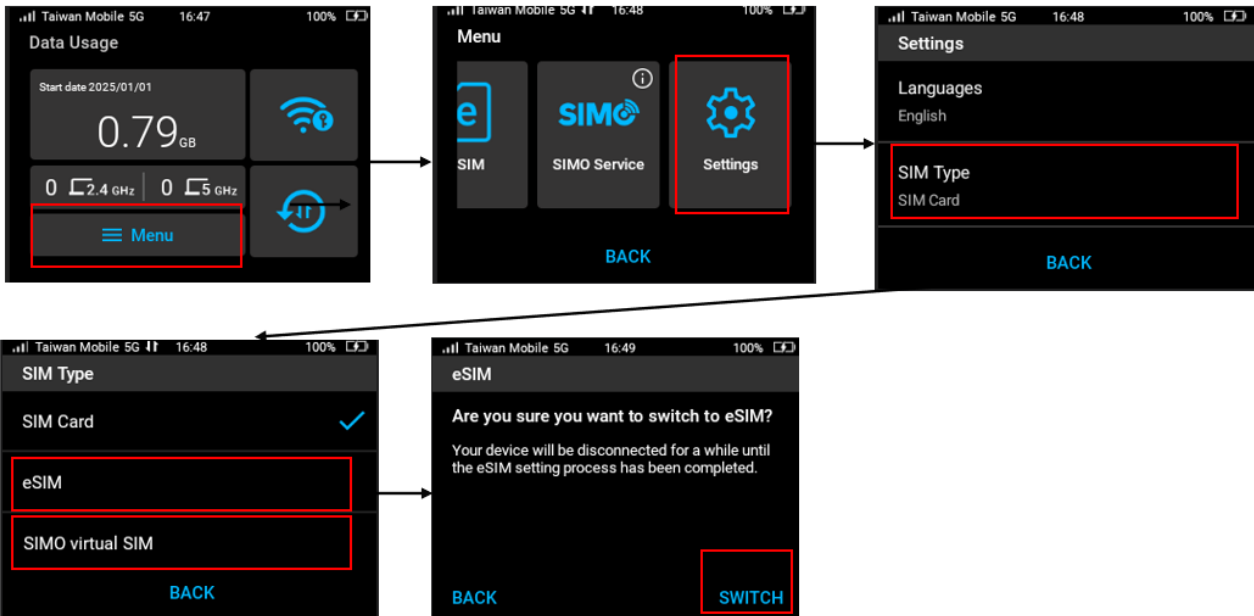 Taiwan Mobile 5G 16:47 100%
Data Usage
Start date 2025/01/01
0.79 GB
0 2.4 GHz 0 5 GHz
Menu
Taiwan Mobile 5G 16:48 100%
Menu
e
SIM
SIMO
SIMO Service
Settings
BACK
Taiwan Mobile 5G 16:48 100%
Settings
Languages
English
SIM Type
SIM Card
BACK
Taiwan Mobile 5G 16:48 100%
SIM Type
SIM Card
eSIM
SIMO virtual SIM
BACK
Taiwan Mobile 5G 16:49 100%
eSIM
Are you sure you want to switch to eSIM?
Your device will be disconnected for a while until
the eSIM setting process has been completed.
BACK SWITCH